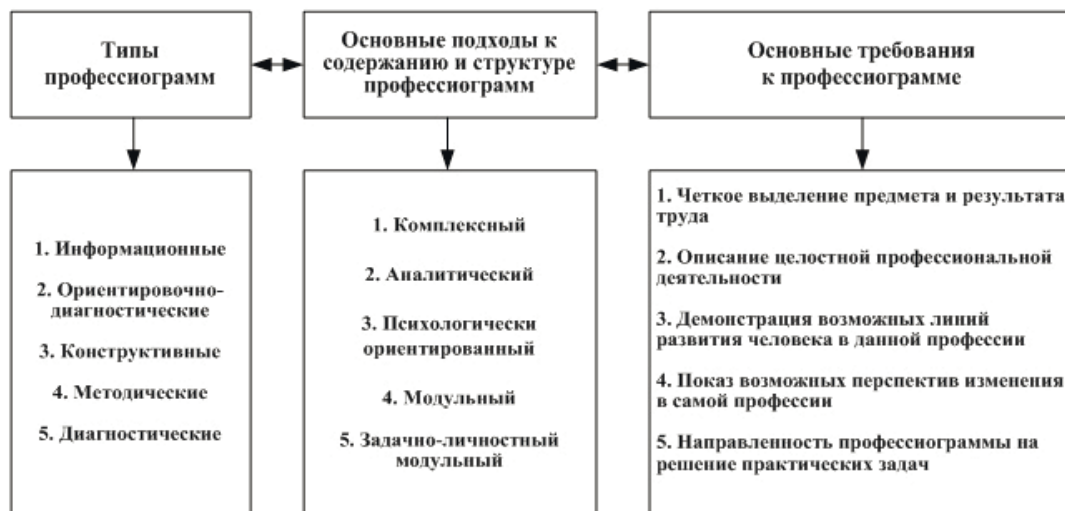 Типы
профессиограмм
Основные подходы к
содержанию и структуре
профессиограмм
Основные требования
к профессиограмме
1. Информационные
2. Ориентировочно-
диагностические
3. Конструктивные
4. Методические
5. Диагностические
1. Комплексный
2. Аналитический
3. Психологически
ориентированный
4. Модульный
5. Задачно-личностный
модульный
1. Четкое выделение предмета и результата
труда
2. Описание целостной профессиональной
деятельности
3. Демонстрация возможных линий
развития человека в данной профессии
4. Показ возможных перспектив изменения
в самой профессии
5. Направленность профессиограммы на
решение практических задач